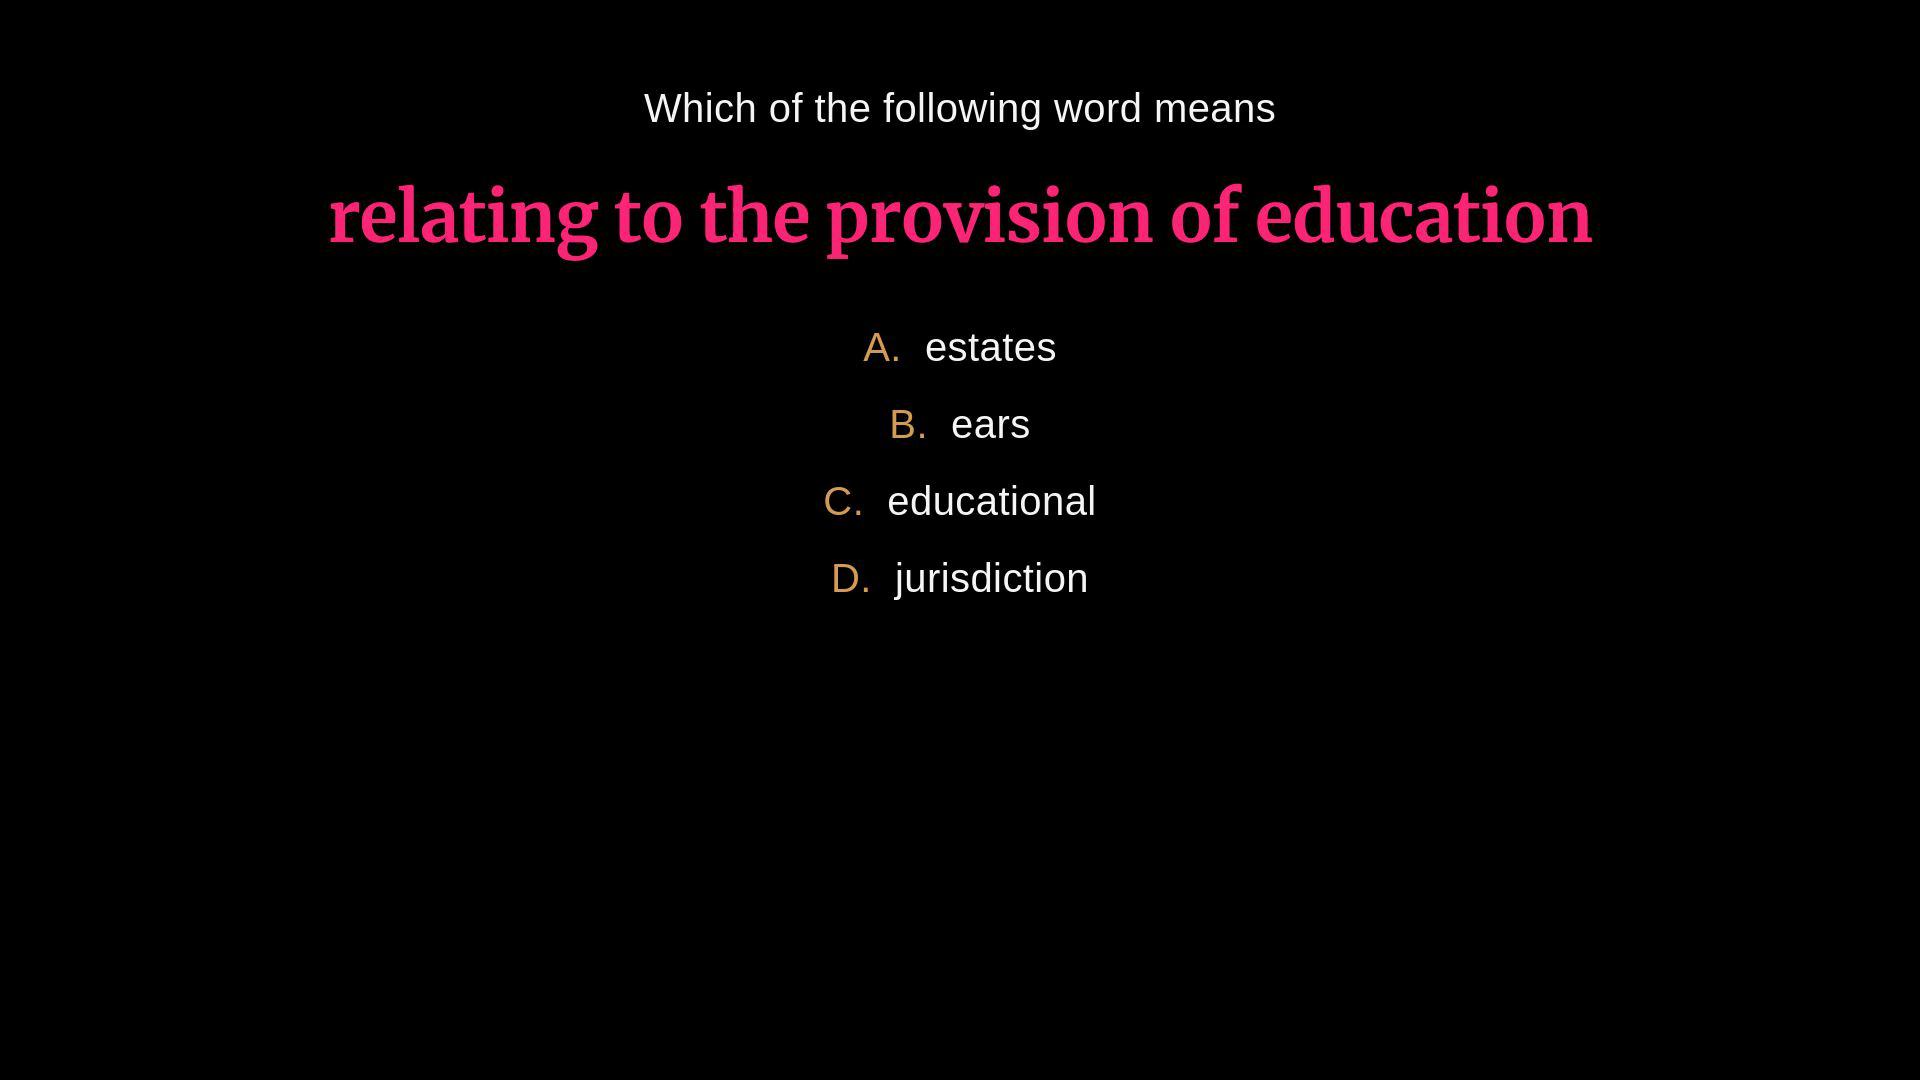 Which of the following word means
relating to the provision of education
A. estates
B. ears
C. educational
D. jurisdiction